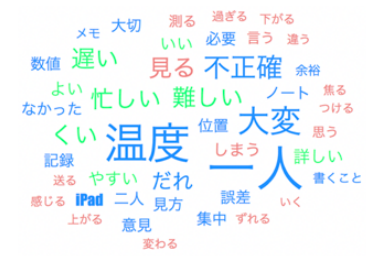 過ぎる 下がる
メモ 大切 測る
いい 必要 言う 違う
数値 遅い 見る 不正確 余裕
よい 忙しい 難しい ノート 焦る
なかった つける
くい 温度 位置 大変 思う
記録 しまう 一人 詳しい
送る やすい だれ 書くこと
感じる iPad 二人 見方 誤差 いく
上がる 意見 集中 ずれる
変わる